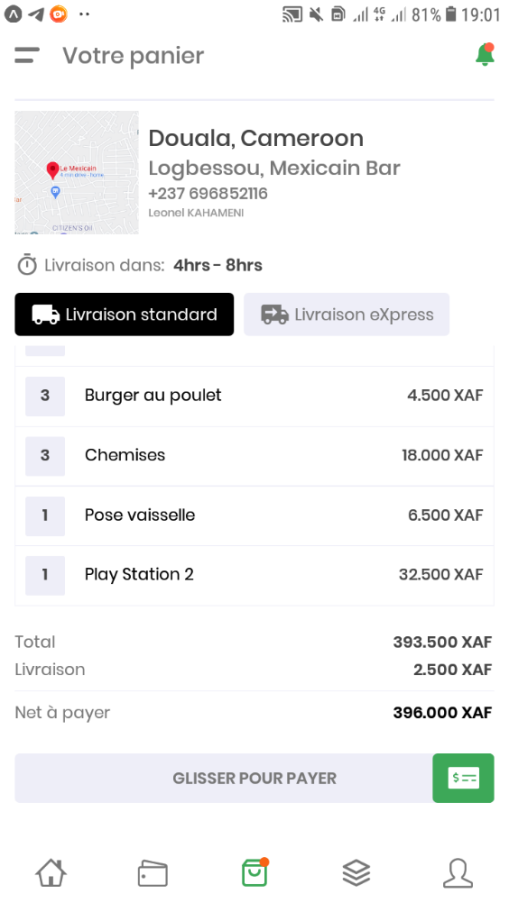 4G 81% 19:01
Votre panier
Le Mexicain
Douala, Cameroon
Logbessou, Mexicain Bar
+237 696852116
Leonel KAHAMENI
CITIZEN'S Oil
Livraison dans: 4hrs - 8hrs
Livraison standard
Livraison eXpress
3 Burger au poulet 4.500 XAF
3 Chemises 18.000 XAF
1 Pose vaisselle 6.500 XAF
1 Play Station 2 32.500 XAF
Total 393.500 XAF
Livraison 2.500 XAF
Net à payer 396.000 XAF
GLISSER POUR PAYER